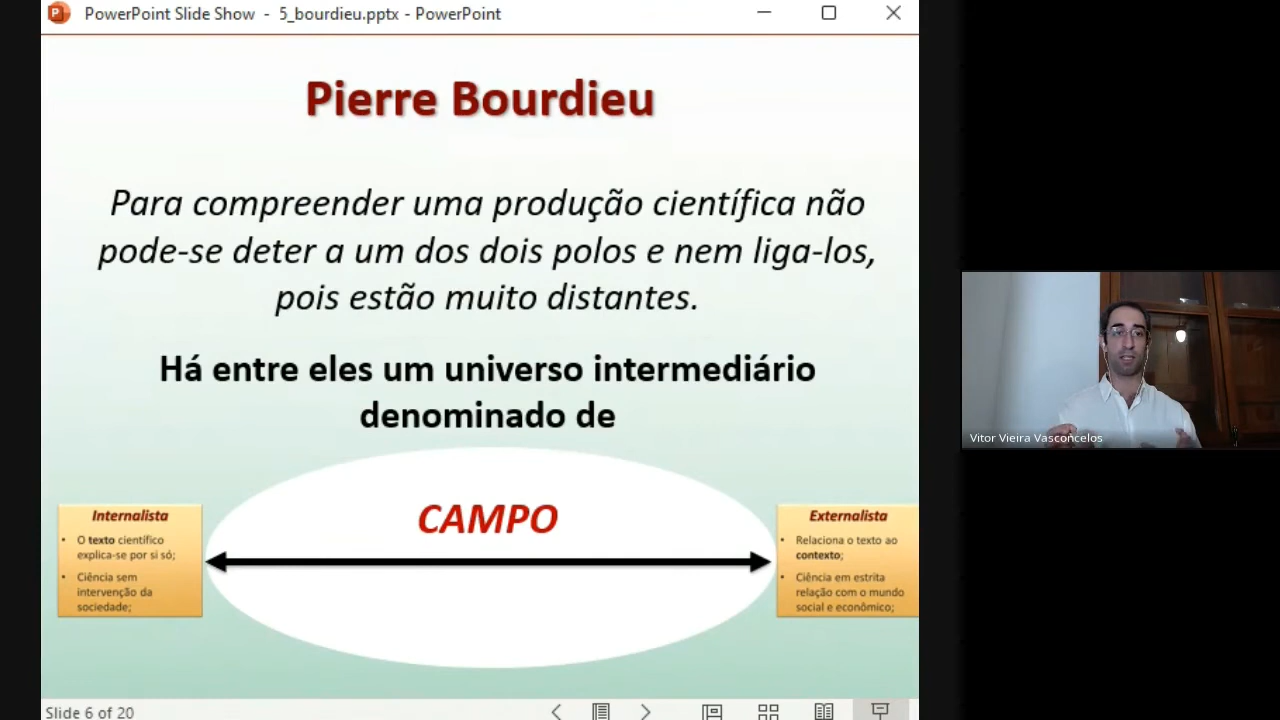 PowerPoint Slide Show - 5_bourdieu.pptx - PowerPoint
Pierre Bourdieu
Para compreender uma produção científica não
pode-se deter a um dos dois polos e nem liga-los,
pois estão muito distantes.
Há entre eles um universo intermediário
denominado de
CAMPO
Internalista
• O texto científico
explica-se por si só;
• Ciência sem
intervenção da
sociedade;
Externalista
• Relaciona o texto ao
contexto;
• Ciência em estrita
relação com o mundo
social e econômico;
Vitor Vieira Vasconcelos
Slide 6 of 20